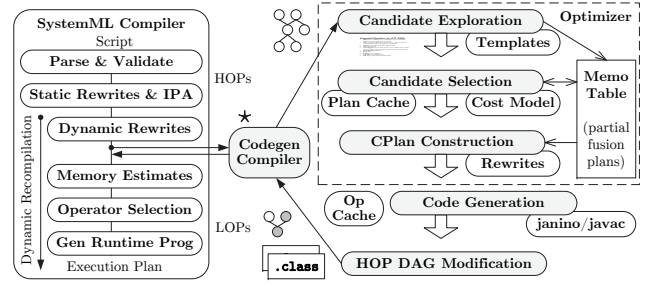 SystemML Compiler
Script
Parse & Validate
Static Rewrites & IPA
Dynamic Rewrites
Memory Estimates
Operator Selection
Gen Runtime Prog
Execution Plan
Dynamic Recompilation
HOPs
*
Codegen
Compiler
LOPs
.class
Optimizer
Candidate Exploration
Templates
Candidate Selection
Plan Cache
Cost Model
CPlan Construction
Rewrites
Memo
Table
(partial
fusion
plans)
Op
Cache
Code Generation
janino/javac
HOP DAG Modification